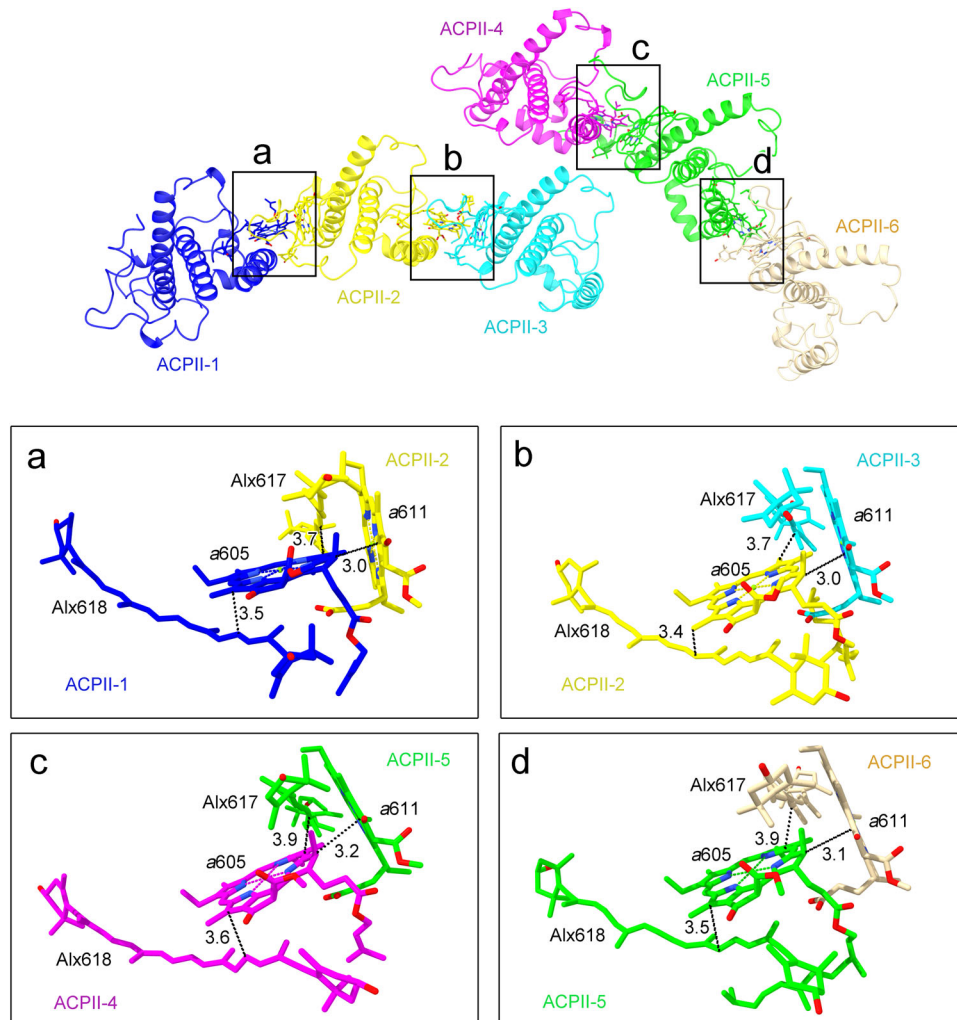 ACPII-4
c
ACPII-5
a
b
d
ACPII-6
ACPII-2
ACPII-3
ACPII-1
a
ACPII-2
Alx617
a611
3.7
a605
3.0
Alx618
3.5
ACPII-1
b
ACPII-3
Alx617
a611
3.7
a605
3.0
Alx618
3.4
ACPII-2
c
ACPII-5
Alx617
a611
3.9
3.2
a605
3.6
Alx618
ACPII-4
d
ACPII-6
Alx617
a611
a605
3.9
3.1
3.5
Alx618
ACPII-5